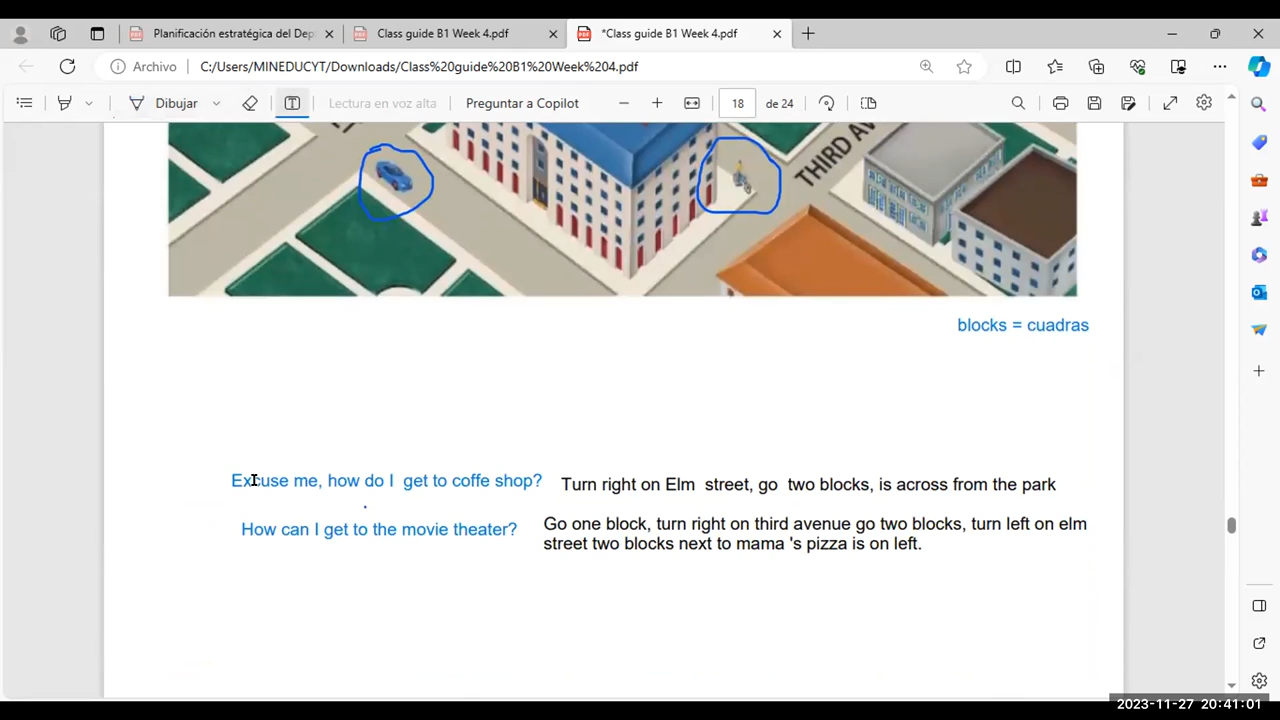 Planificación estratégica del Dep
Class guide B1 Week 4.pdf
*Class guide B1 Week 4.pdf
Archivo
C:/Users/MINEDUCYT/Downloads/Class%20guide%20B1%20Week%204.pdf
Dibujar
Lectura en voz alta
Preguntar a Copilot
18
de 24
THIRD AV
blocks = cuadras
Excuse me, how do I  get to coffe shop?
Turn right on Elm  street, go  two blocks, is across from the park
How can I get to the movie theater?
Go one block, turn right on third avenue go two blocks, turn left on elm
street two blocks next to mama 's pizza is on left.
2023-11-27 20:41:01